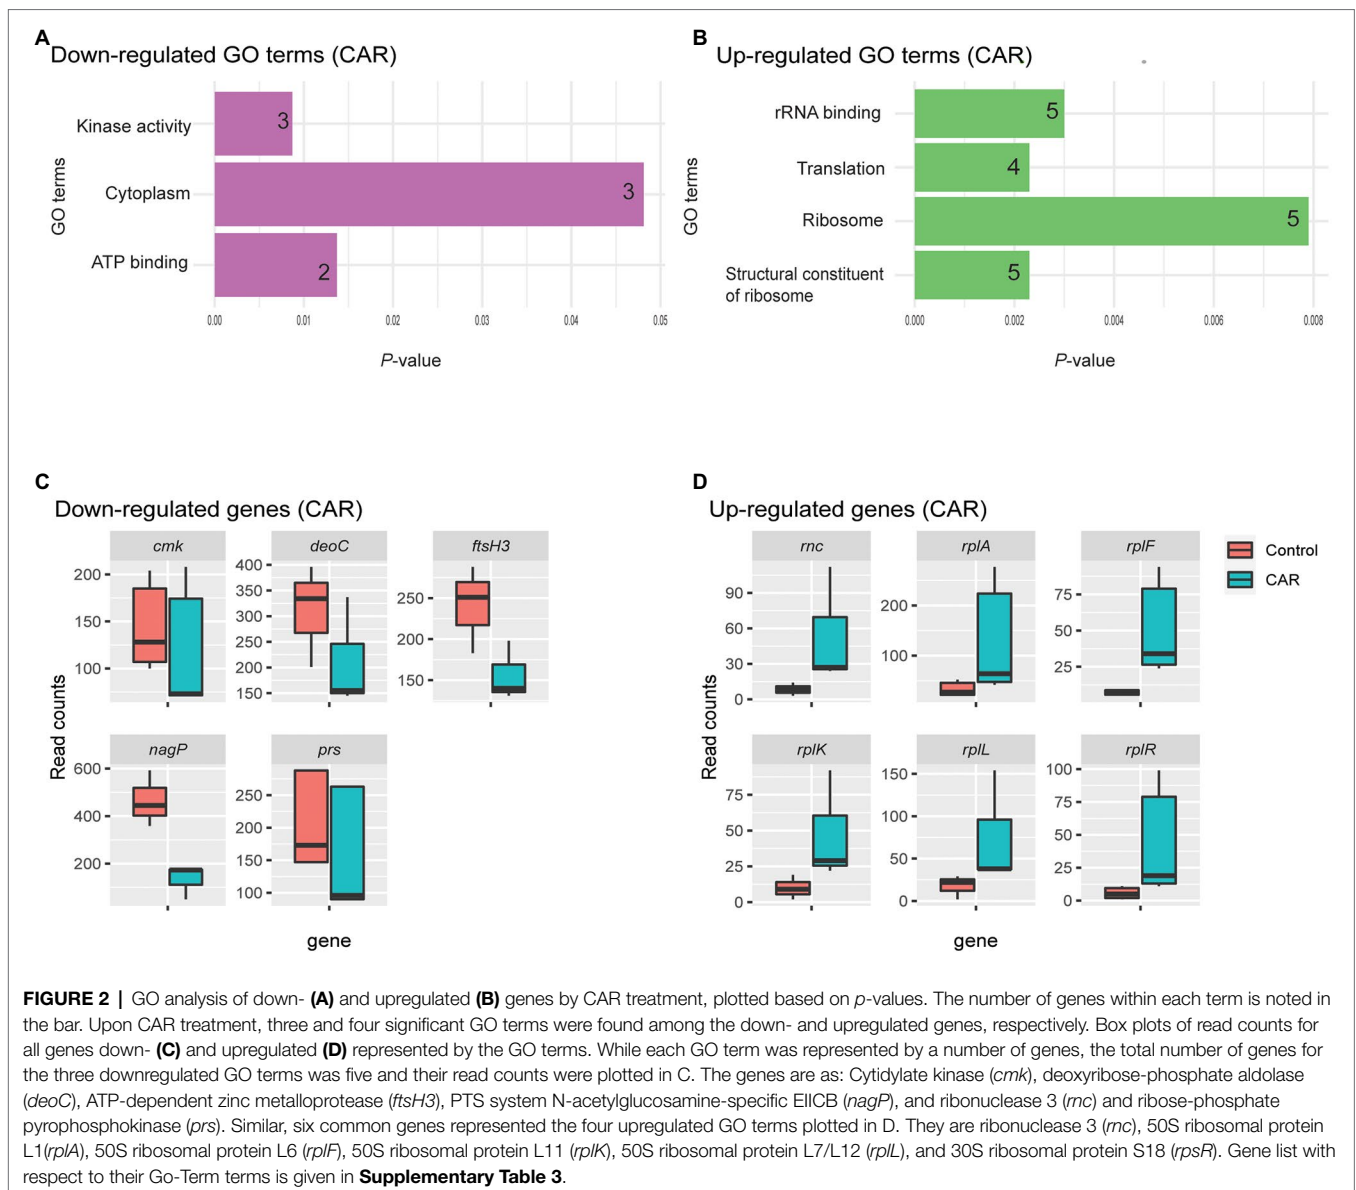 A
Down-regulated GO terms (CAR)
GO terms
Kinase activity
3
Cytoplasm
3
ATP binding
2
0.00 0.01 0.02 0.03 0.04 0.05
P-value
B
Up-regulated GO terms (CAR)
GO terms
rRNA binding
5
Translation
4
Ribosome
5
Structural constituent
of ribosome
5
0.000 0.002 0.004 0.006 0.008
P-value
C
Down-regulated genes (CAR)
Read counts
cmk
200
150
100
deoC
400
350
300
250
200
150
ftsH3
250
200
150
nagP
600
400
200
prs
250
200
150
100
gene
D
Up-regulated genes (CAR)
Read counts
rnc
90
60
30
0
rplA
200
100
rplF
75
50
25
rplK
75
50
25
0
rplL
150
100
50
0
rplR
100
75
50
25
0
gene
Control
CAR
FIGURE 2 | GO analysis of down- (A) and upregulated (B) genes by CAR treatment, plotted based on p-values. The number of genes within each term is noted in
the bar. Upon CAR treatment, three and four significant GO terms were found among the down- and upregulated genes, respectively. Box plots of read counts for
all genes down- (C) and upregulated (D) represented by the GO terms. While each GO term was represented by a number of genes, the total number of genes for
the three downregulated GO terms was five and their read counts were plotted in C. The genes are as: Cytidylate kinase (cmk), deoxyribose-phosphate aldolase
(deoC), ATP-dependent zinc metalloprotease (ftsH3), PTS system N-acetylglucosamine-specific EIICB (nagP), and ribonuclease 3 (rnc) and ribose-phosphate
pyrophosphokinase (prs). Similar, six common genes represented the four upregulated GO terms plotted in D. They are ribonuclease 3 (rnc), 50S ribosomal protein
L1(rplA), 50S ribosomal protein L6 (rplF), 50S ribosomal protein L11 (rplK), 50S ribosomal protein L7/L12 (rplL), and 30S ribosomal protein S18 (rpsR). Gene list with
respect to their Go-Term terms is given in Supplementary Table 3.